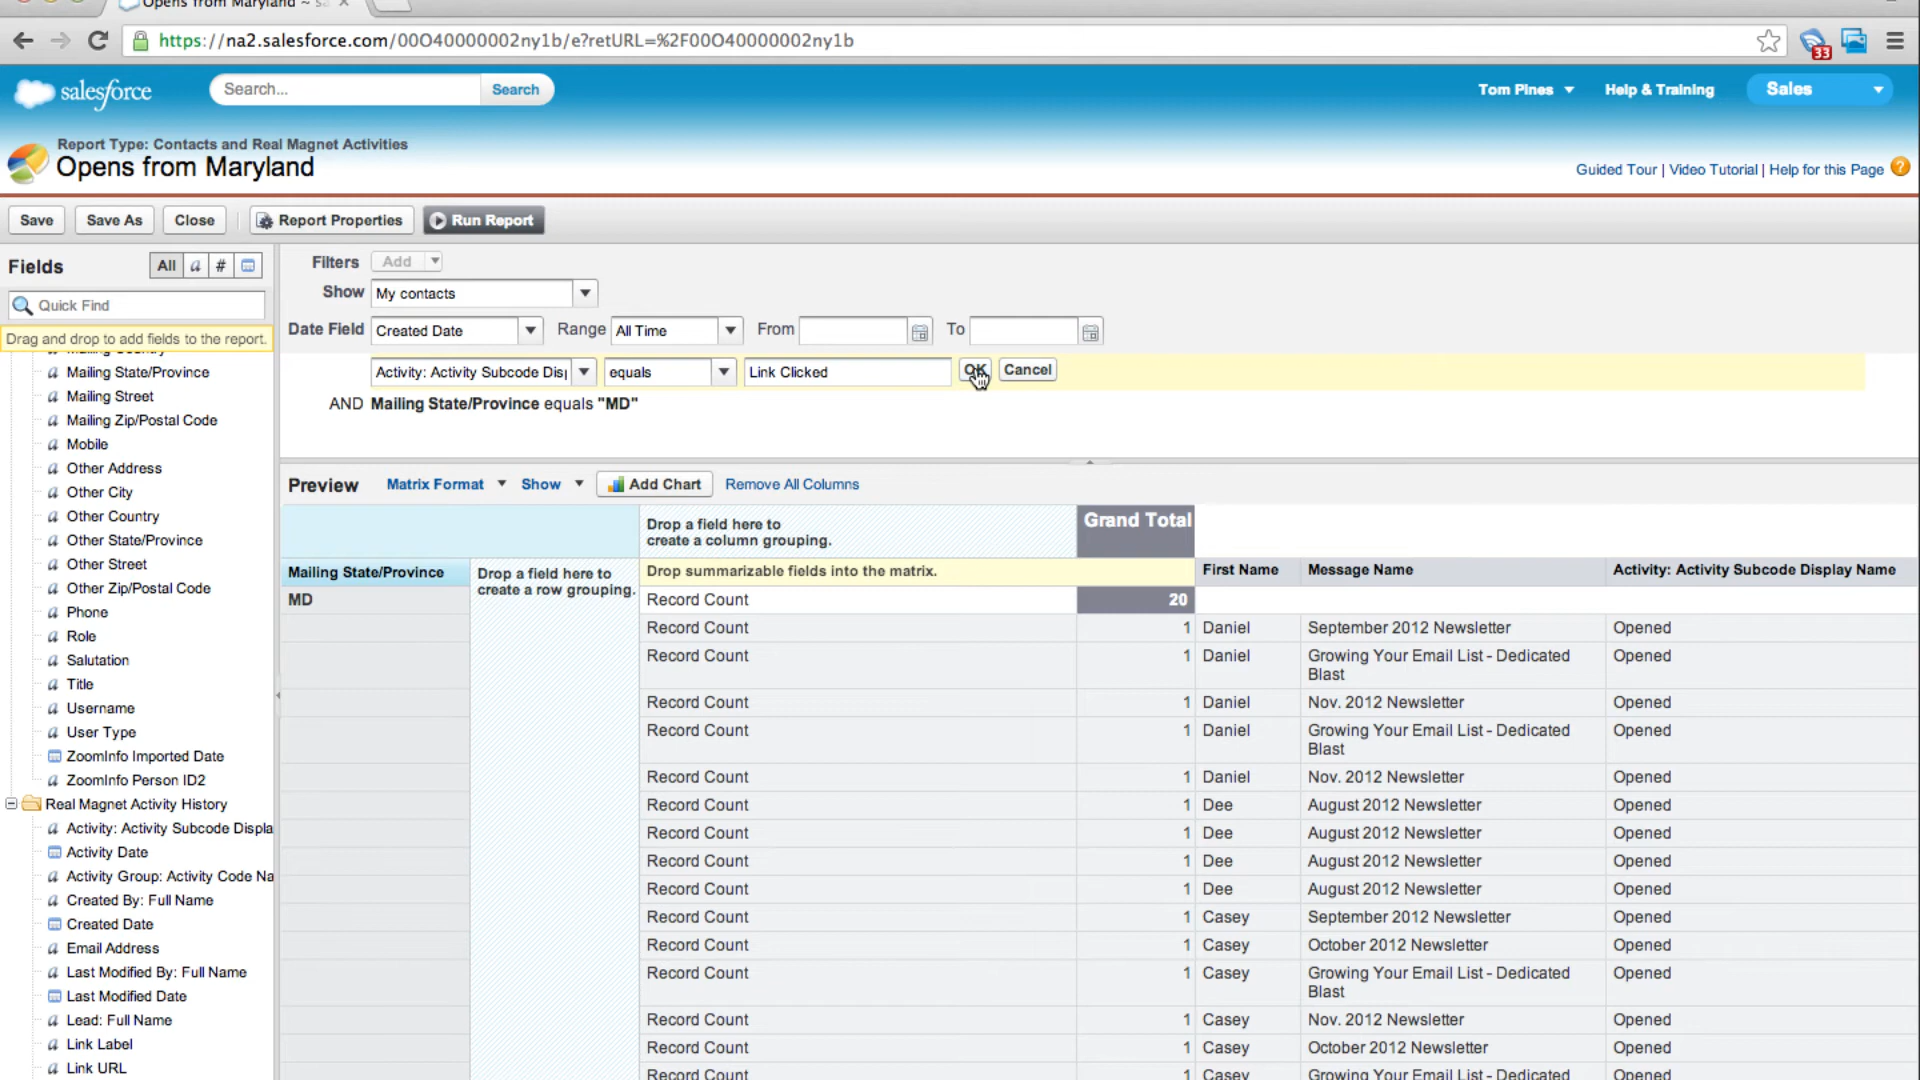 Opens from Maryland ~ sa
https://na2.salesforce.com/00O40000002ny1b/e?retURL=%2F00O40000002ny1b
33
salesforce
Search...
Search
Tom Pines
Help & Training
Sales
Report Type: Contacts and Real Magnet Activities
Opens from Maryland
Guided Tour | Video Tutorial | Help for this Page ?
Save
Save As
Close
Report Properties
Run Report
Fields
All
a
#
Quick Find
Drag and drop to add fields to the report.
Mailing Country
a Mailing State/Province
a Mailing Street
a Mailing Zip/Postal Code
a Mobile
a Other Address
a Other City
a Other Country
a Other State/Province
a Other Street
a Other Zip/Postal Code
a Phone
a Role
a Salutation
a Title
a Username
a User Type
ZoomInfo Imported Date
a ZoomInfo Person ID2
Real Magnet Activity History
a Activity: Activity Subcode Displa
Activity Date
a Activity Group: Activity Code Na
a Created By: Full Name
Created Date
a Email Address
a Last Modified By: Full Name
Last Modified Date
a Lead: Full Name
a Link Label
a Link URL
Filters
Add
Show
My contacts
Date Field
Created Date
Range
All Time
From
To
Activity: Activity Subcode Disp
equals
Link Clicked
OK
Cancel
AND Mailing State/Province equals "MD"
Preview
Matrix Format
Show
Add Chart
Remove All Columns
Drop a field here to
create a column grouping.
Grand Total
Mailing State/Province
Drop a field here to
create a row grouping.
Drop summarizable fields into the matrix.
First Name
Message Name
Activity: Activity Subcode Display Name
MD
Record Count 20
Record Count 1 Daniel September 2012 Newsletter Opened
Record Count 1 Daniel Growing Your Email List - Dedicated Opened
Blast
Record Count 1 Daniel Nov. 2012 Newsletter Opened
Record Count 1 Daniel Growing Your Email List - Dedicated Opened
Blast
Record Count 1 Daniel Nov. 2012 Newsletter Opened
Record Count 1 Dee August 2012 Newsletter Opened
Record Count 1 Dee August 2012 Newsletter Opened
Record Count 1 Dee August 2012 Newsletter Opened
Record Count 1 Dee August 2012 Newsletter Opened
Record Count 1 Casey September 2012 Newsletter Opened
Record Count 1 Casey October 2012 Newsletter Opened
Record Count 1 Casey Growing Your Email List - Dedicated Opened
Blast
Record Count 1 Casey Nov. 2012 Newsletter Opened
Record Count 1 Casey October 2012 Newsletter Opened
Record Count 1 Casey Growing Your Email List - Dedicated Opened